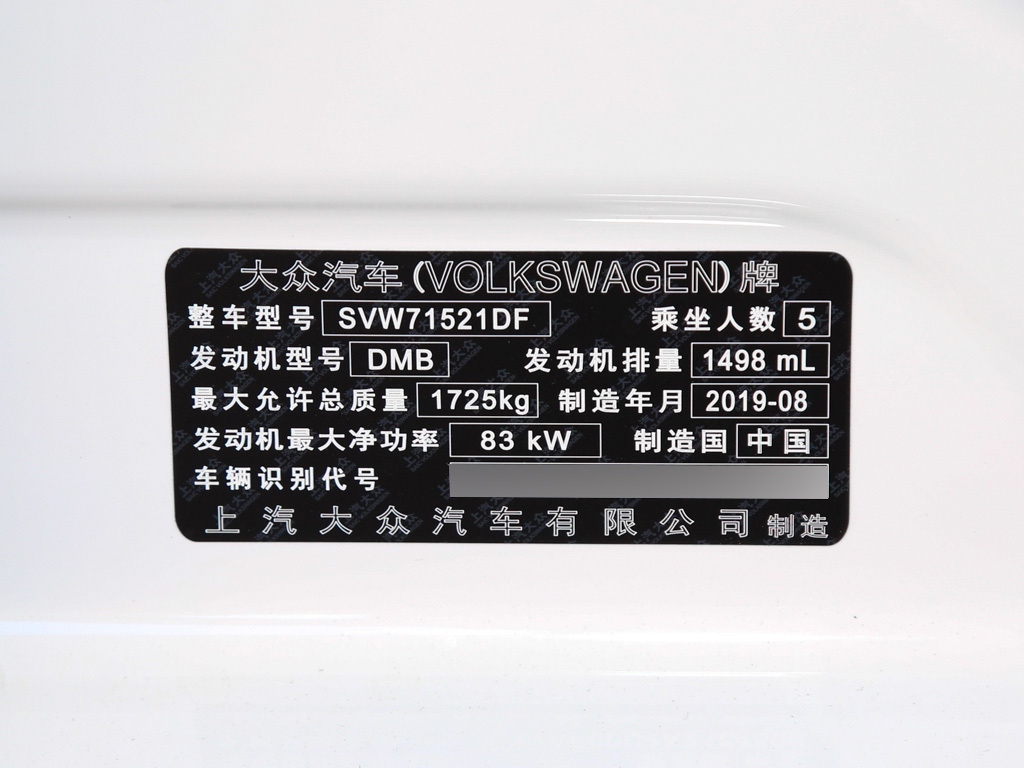 大众汽车(VOLKSWAGEN)牌
整车型号 SVW71521DF 乘坐人数 5
发动机型号 DMB 发动机排量 1498 mL
最大允许总质量 1725kg 制造年月 2019-08
发动机最大净功率 83 kW 制造国 中国
车辆识别代号
上汽大众汽车有限公司 制造